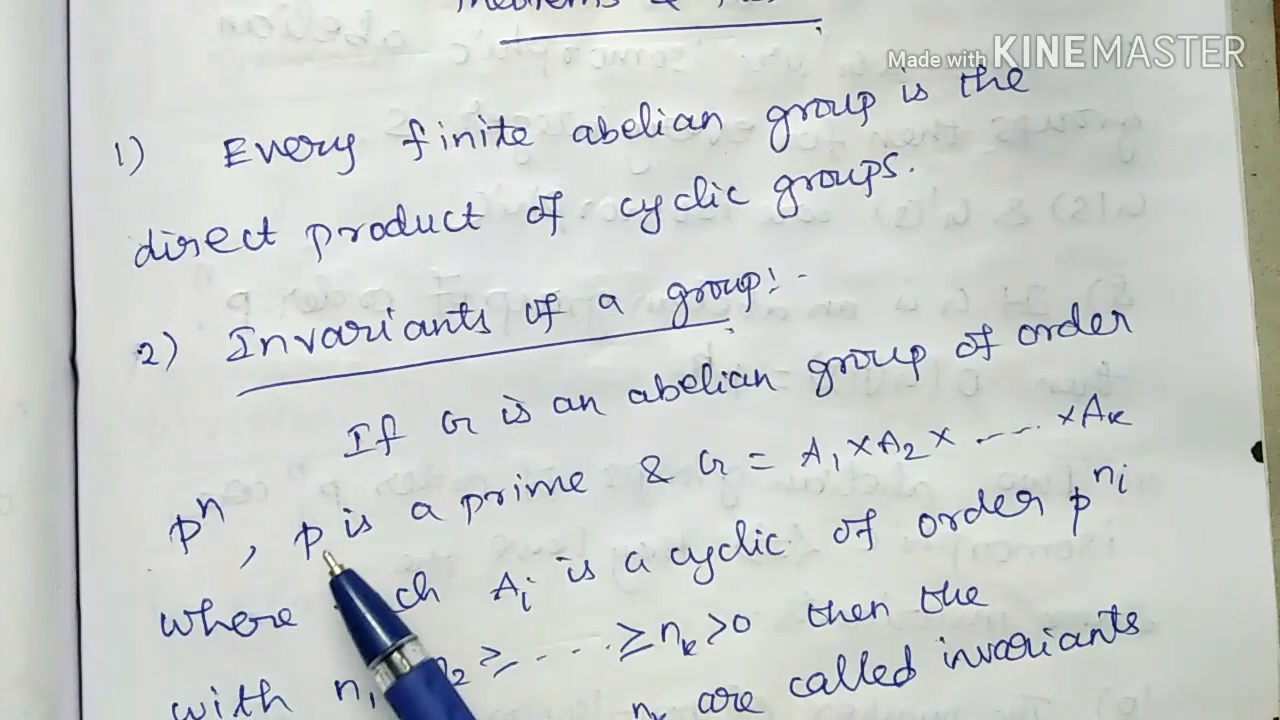 Theorems &
Made with KINEMASTER
1) Every finite abelian group is the
direct product of cyclic groups.
2) Invariants of a group:-
If G is an abelian group of order
pⁿ, p is a prime & G = A₁ × A₂ × ---- × Aₖ
where ch Aᵢ is a cyclic of order p^nᵢ
with n₁ ₂ ≥ ---- ≥ nₖ > 0 then the
nₖ are called invariants